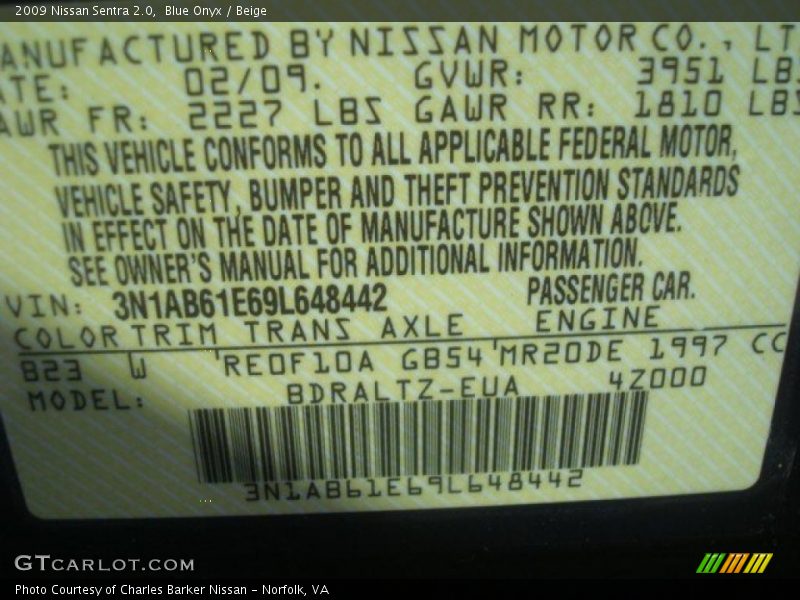 2009 Nissan Sentra 2.0,  Blue Onyx / Beige
ANUFACTURED BY NISSAN MOTOR CO., LT
ATE: 02/09. GVWR: 3951 LBS
AWR FR: 2227 LBS GAWR RR: 1810 LBS
THIS VEHICLE CONFORMS TO ALL APPLICABLE FEDERAL MOTOR,
VEHICLE SAFETY, BUMPER AND THEFT PREVENTION STANDARDS
IN EFFECT ON THE DATE OF MANUFACTURE SHOWN ABOVE.
SEE OWNER'S MANUAL FOR ADDITIONAL INFORMATION.
VIN: 3N1AB61E69L648442 PASSENGER CAR.
COLOR TRIM TRANS AXLE ENGINE
B23 W RE0F10A GB54 MR20DE 1997 CC
MODEL: BDRALTZ-EUA 4Z000
3N1AB61E69L648442
GTCARLOT.COM
Photo Courtesy of Charles Barker Nissan - Norfolk, VA